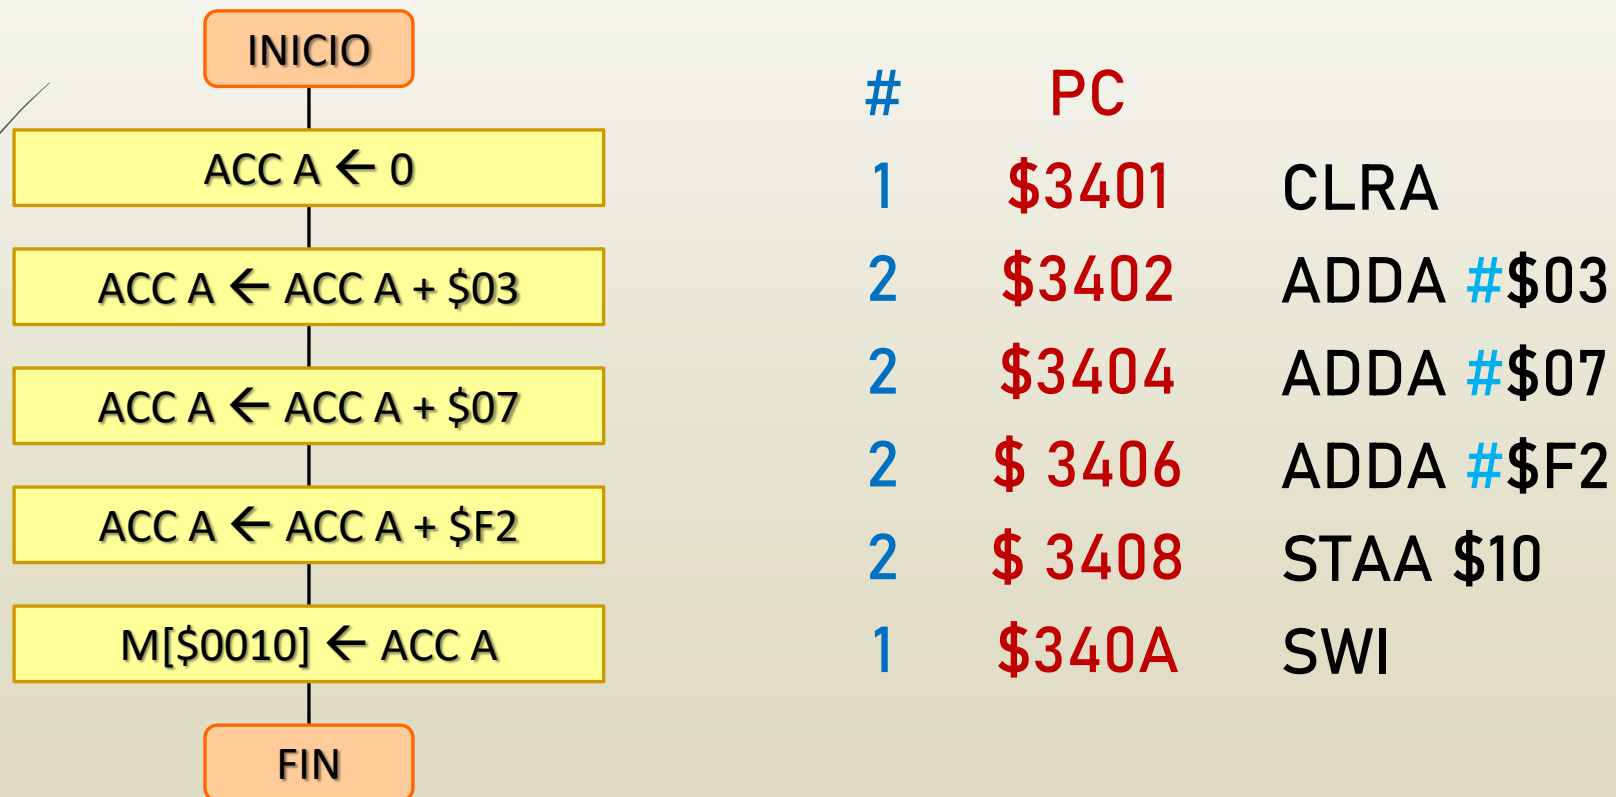 INICIO
ACC A ← 0
ACC A ← ACC A + $03
ACC A ← ACC A + $07
ACC A ← ACC A + $F2
M[$0010] ← ACC A
FIN
# PC
1 $3401 CLRA
2 $3402 ADDA #$03
2 $3404 ADDA #$07
2 $ 3406 ADDA #$F2
2 $ 3408 STAA $10
1 $340A SWI